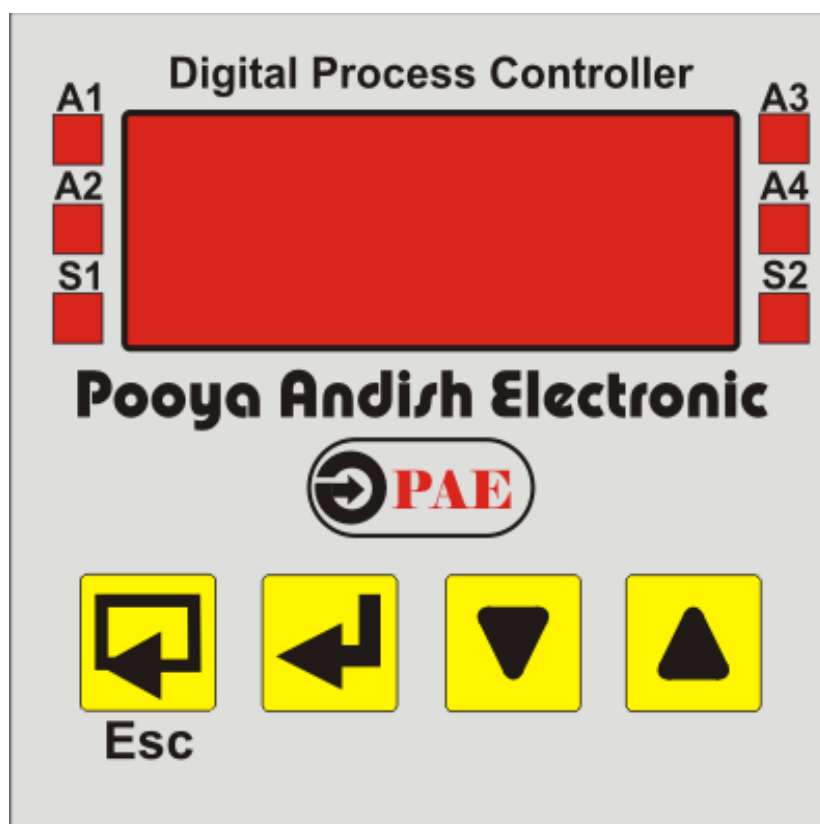 Digital Process Controller
A1
A3
A2
A4
S1
S2
Pooya Andish Electronic
PAE
Esc